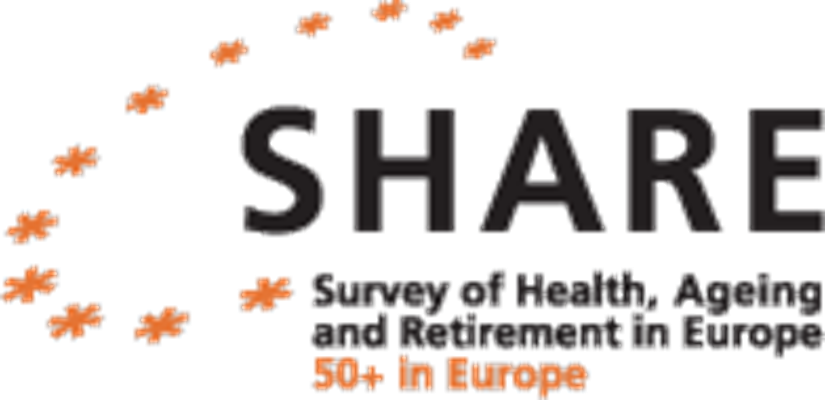 SHARE
Survey of Health, Ageing
and Retirement in Europe
50+ in Europe